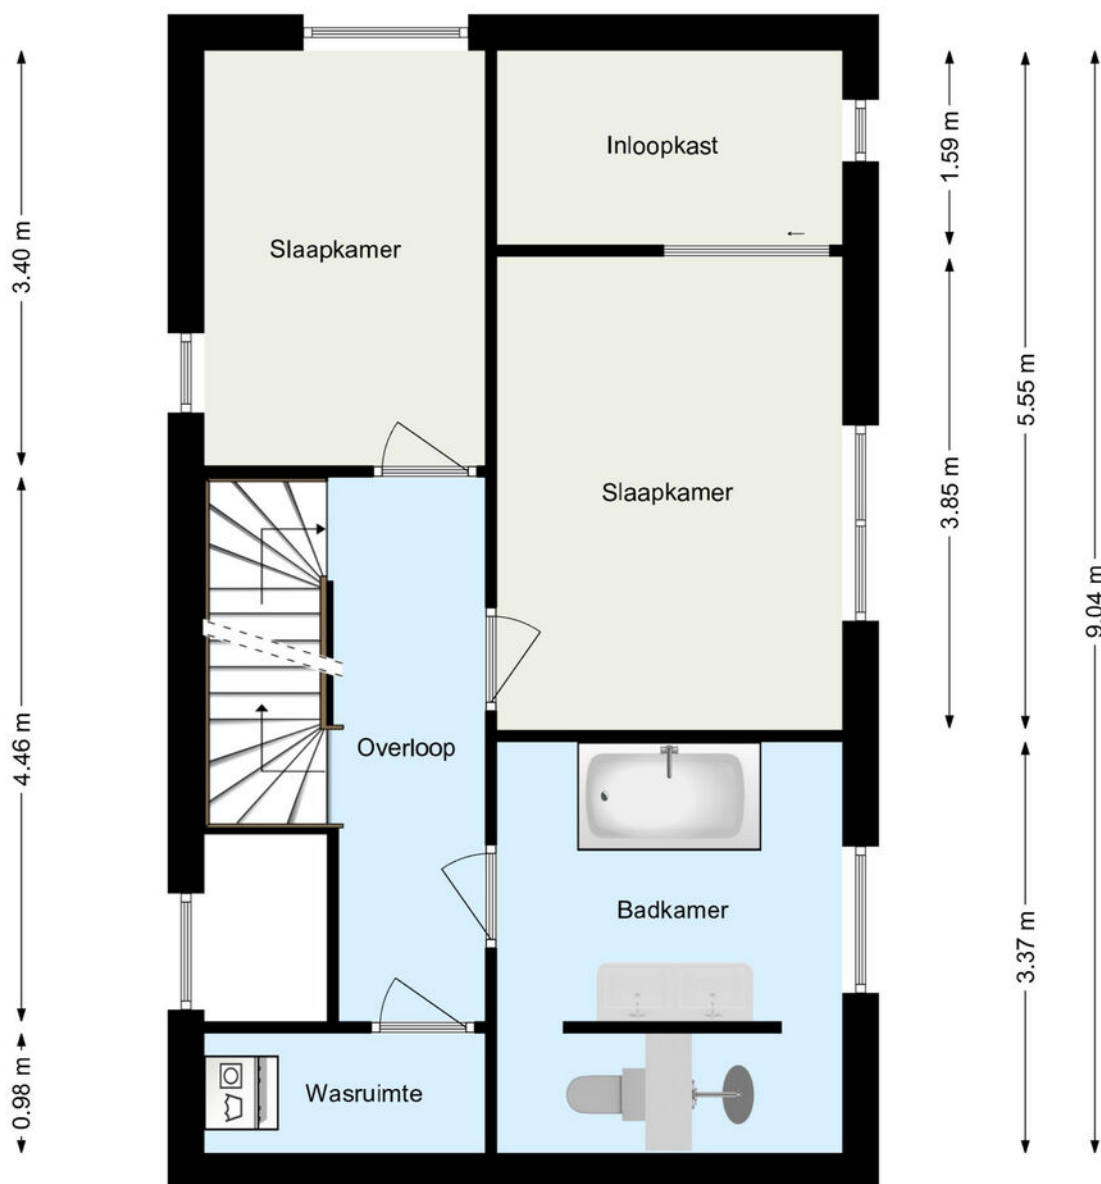 Inloopkast
1.59 m
Slaapkamer
3.40 m
5.55 m
Slaapkamer
3.85 m
9.04 m
Overloop
4.46 m
Badkamer
3.37 m
Wasruimte
0.98 m